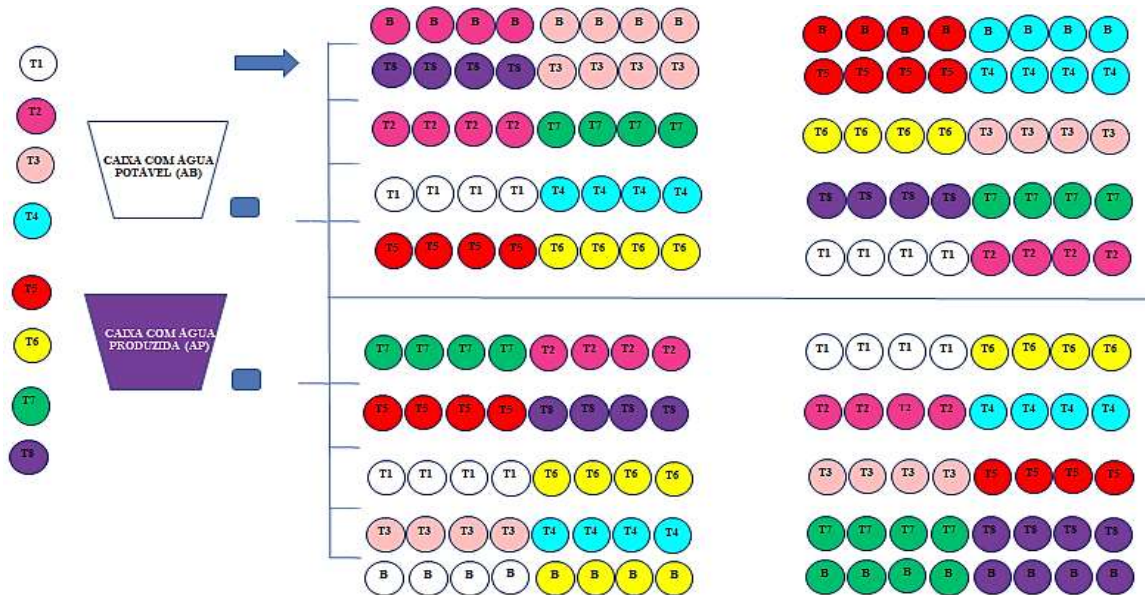 T1
T2
T3
T4
T5
T6
T7
T8
CAIXA COM ÁGUA
POTÁVEL (AB)
CAIXA COM ÁGUA
PRODUZIDA (AP)
B B B B B B B B
T8 T8 T8 T8 T3 T3 T3 T3
T2 T2 T2 T2 T7 T7 T7 T7
T1 T1 T1 T1 T4 T4 T4 T4
T5 T5 T5 T5 T6 T6 T6 T6
B B B B B B B B
T5 T5 T5 T5 T4 T4 T4 T4
T6 T6 T6 T6 T3 T3 T3 T3
T8 T8 T8 T8 T7 T7 T7 T7
T1 T1 T1 T1 T2 T2 T2 T2
T7 T7 T7 T7 T2 T2 T2 T2
T5 T5 T5 T5 T8 T8 T8 T8
T1 T1 T1 T1 T6 T6 T6 T6
T3 T3 T3 T3 T4 T4 T4 T4
B B B B B B B B
T1 T1 T1 T1 T6 T6 T6 T6
T2 T2 T2 T2 T4 T4 T4 T4
T3 T3 T3 T3 T5 T5 T5 T5
T7 T7 T7 T7 T8 T8 T8 T8
B B B B B B B B